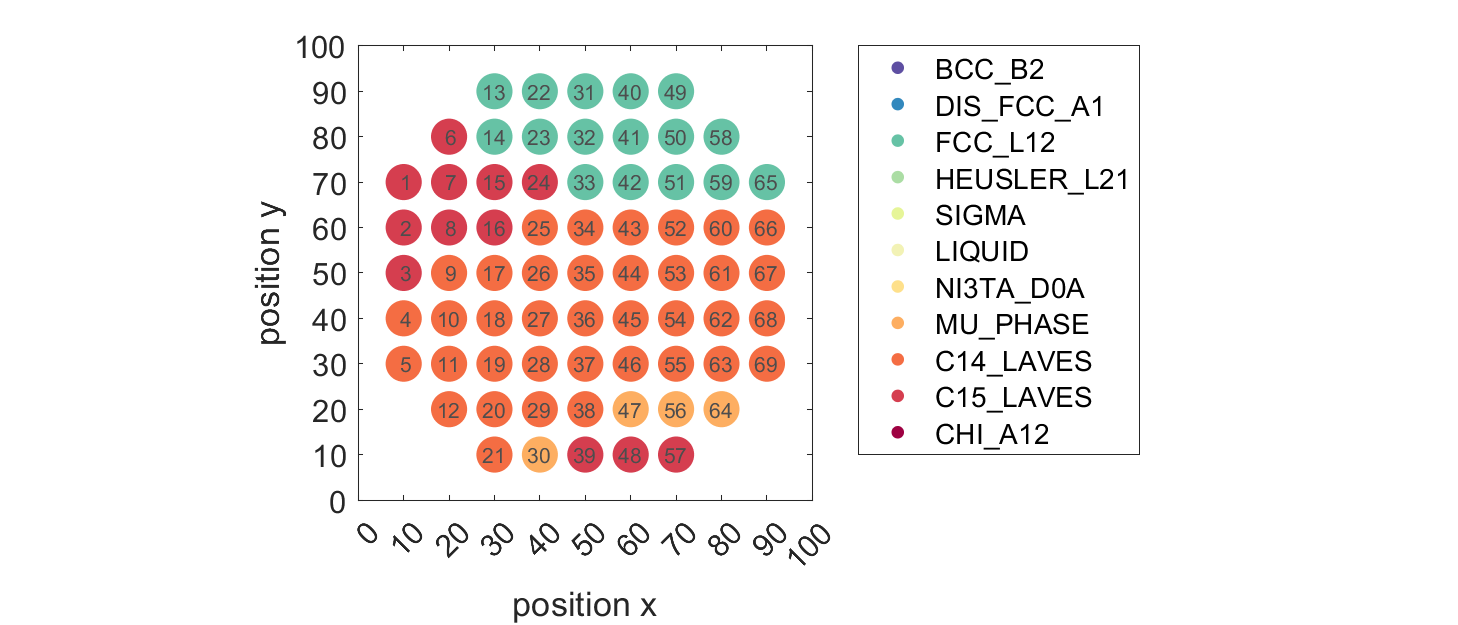 100
90 13 22 31 40 49
80 6 14 23 32 41 50 58
70 1 7 15 24 33 42 51 59 65
60 2 8 16 25 34 43 52 60 66
50 3 9 17 26 35 44 53 61 67
40 4 10 18 27 36 45 54 62 68
30 5 11 19 28 37 46 55 63 69
20 12 20 29 38 47 56 64
10 21 30 39 48 57
0
0 10 20 30 40 50 60 70 80 90 100
position x
position y
BCC_B2
DIS_FCC_A1
FCC_L12
HEUSLER_L21
SIGMA
LIQUID
NI3TA_D0A
MU_PHASE
C14_LAVES
C15_LAVES
CHI_A12